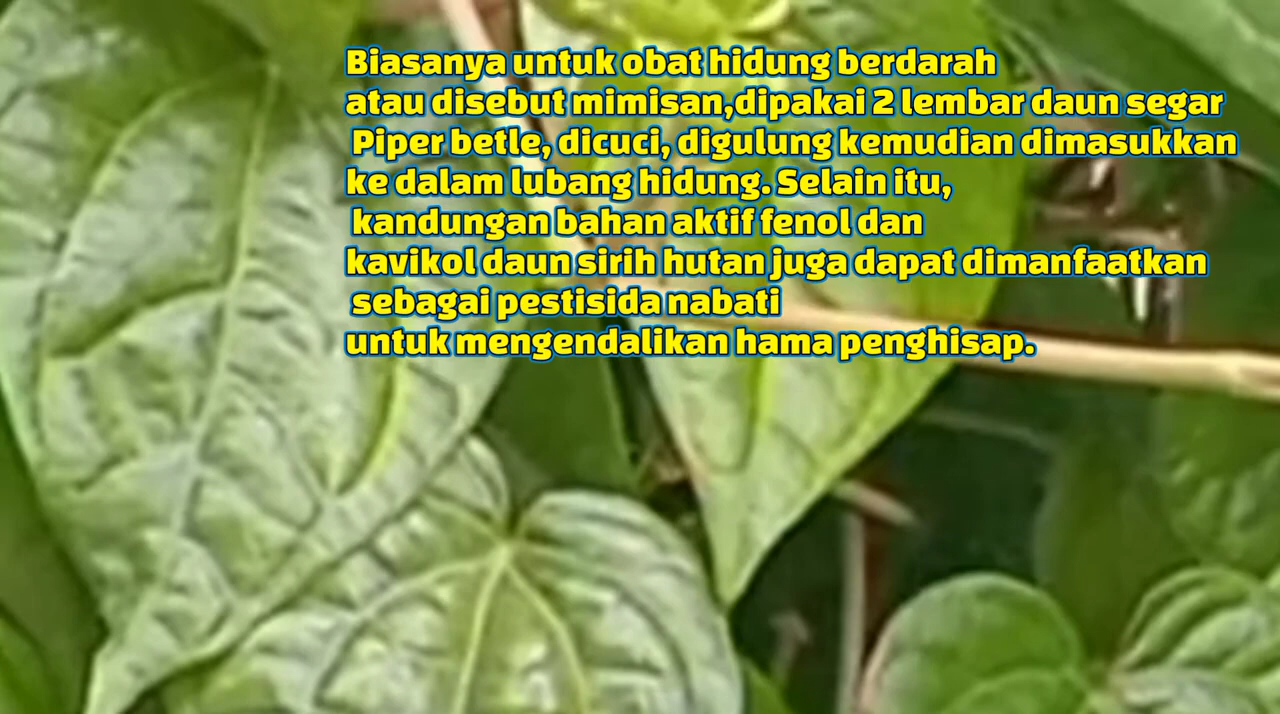 Biasanya untuk obat hidung berdarah
atau disebut mimisan,dipakai 2 lembar daun segar
Piper betle, dicuci, digulung kemudian dimasukkan
ke dalam lubang hidung. Selain itu,
kandungan bahan aktif fenol dan
kavikol daun sirih hutan juga dapat dimanfaatkan
sebagai pestisida nabati
untuk mengendalikan hama penghisap.